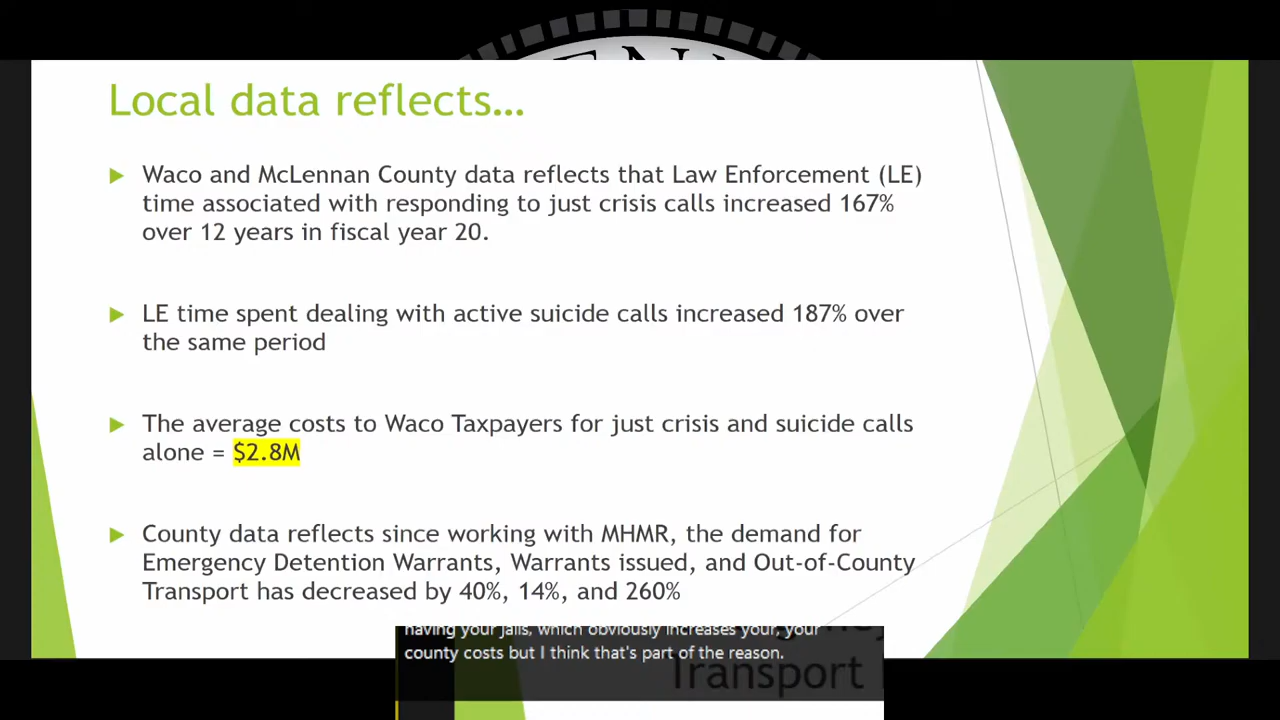 Local data reflects…
Waco and McLennan County data reflects that Law Enforcement (LE)
time associated with responding to just crisis calls increased 167%
over 12 years in fiscal year 20.
LE time spent dealing with active suicide calls increased 187% over
the same period
The average costs to Waco Taxpayers for just crisis and suicide calls
alone = $2.8M
County data reflects since working with MHMR, the demand for
Emergency Detention Warrants, Warrants issued, and Out-of-County
Transport has decreased by 40%, 14%, and 260%
having your jails, which obviously increases your, your
county costs but I think that's part of the reason.
Transport